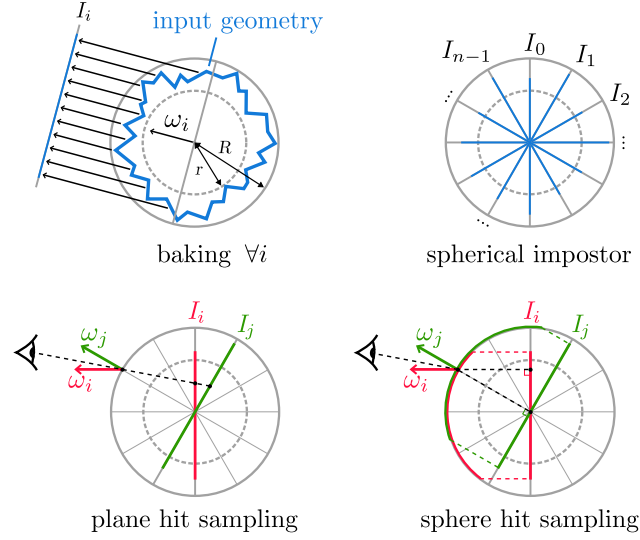 I_i
input geometry
ω_i
R
r
baking ∀i
I_{n−1}
I_0
I_1
I_2
...
...
...
spherical impostor
I_i
I_j
ω_j
ω_i
plane hit sampling
I_i
I_j
ω_j
ω_i
sphere hit sampling